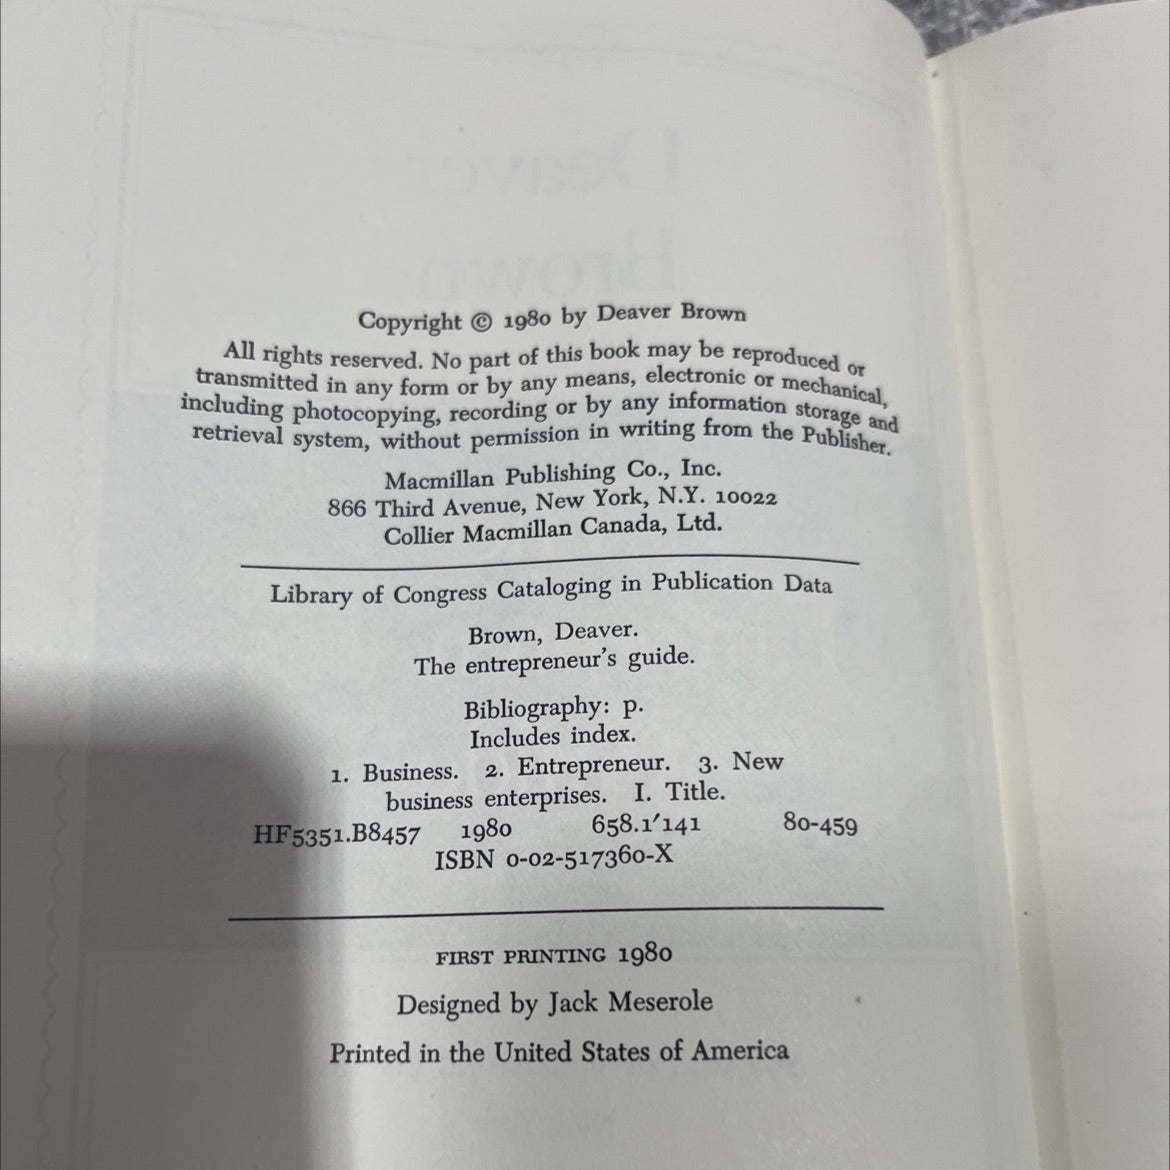 Deaver
Brown
Copyright © 1980 by Deaver Brown
All rights reserved. No part of this book may be reproduced or
transmitted in any form or by any means, electronic or mechanical,
including photocopying, recording or by any information storage and
retrieval system, without permission in writing from the Publisher.
Macmillan Publishing Co., Inc.
866 Third Avenue, New York, N.Y. 10022
Collier Macmillan Canada, Ltd.
Library of Congress Cataloging in Publication Data
Brown, Deaver.
The entrepreneur's guide.
Bibliography: p.
Includes index.
1. Business. 2. Entrepreneur. 3. New
business enterprises. I. Title.
HF5351.B8457 1980 658.1'141 80-459
ISBN 0-02-517360-X
FIRST PRINTING 1980
Designed by Jack Meserole
Printed in the United States of America